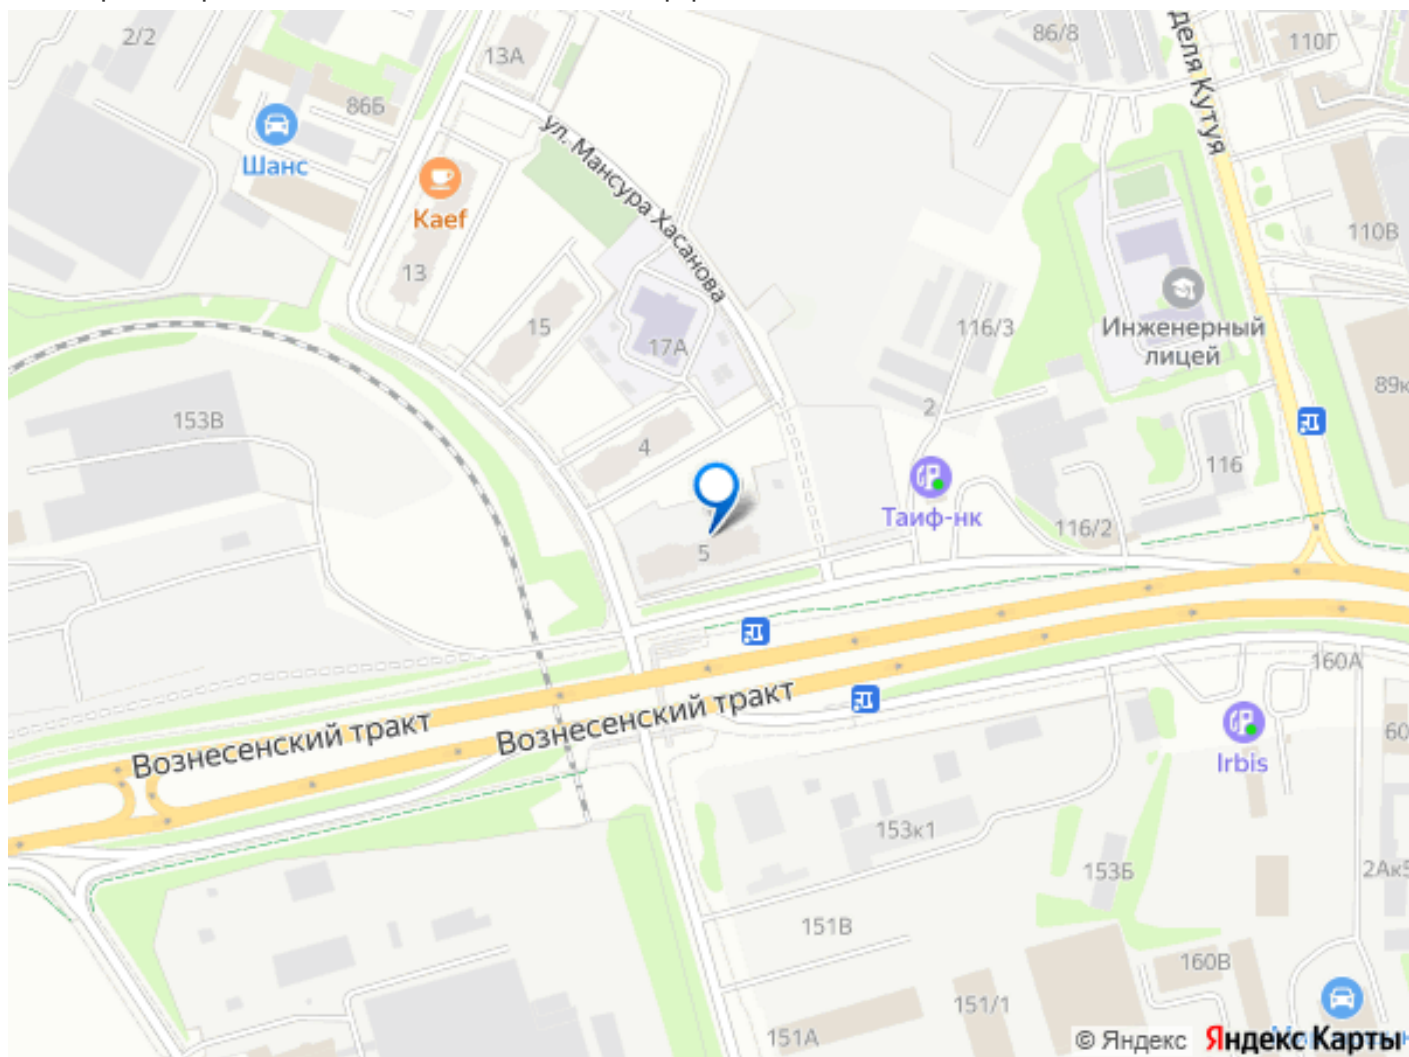 2/2
13А
86/8
110Г
деля Кутуя
86Б
Шанс
ул. Мансура Хасанова
Kaef
110В
13
15
116/3
Инженерный
лицей
17А
89к
153В
2
4
116
Таиф-нк
116/2
5
160А
Вознесенский тракт
Вознесенский тракт
60
Irbis
153к1
153Б
2Ак5
151В
160В
151/1
151А
© Яндекс
Яндекс Карты